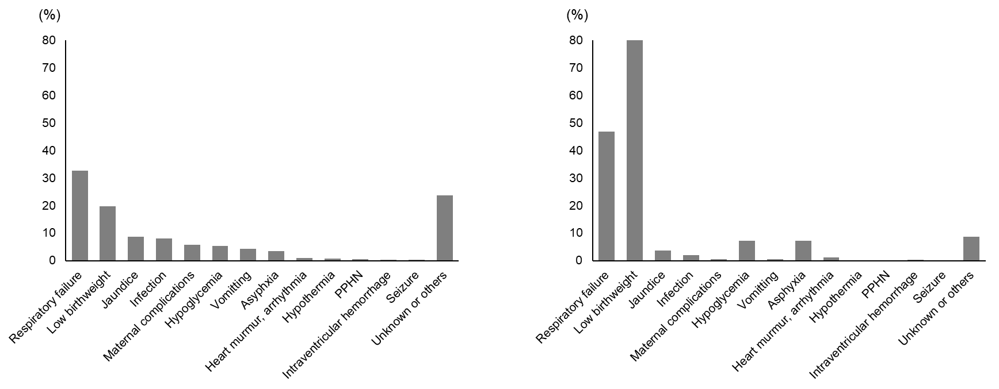 (%)
80
70
60
50
40
30
20
10
0
Respiratory failure
Low birthweight
Jaundice
Infection
Maternal complications
Hypoglycemia
Vomitting
Asyphxia
Heart murmur, arrhythmia
Hypothermia
PPHN
Intraventricular hemorrhage
Seizure
Unknown or others
(%)
80
70
60
50
40
30
20
10
0
Respiratory failure
Low birthweight
Jaundice
Infection
Maternal complications
Hypoglycemia
Vomitting
Asphyxia
Heart murmur, arrhythmia
Hypothermia
PPHN
Intraventricular hemorrhage
Seizure
Unknown or others